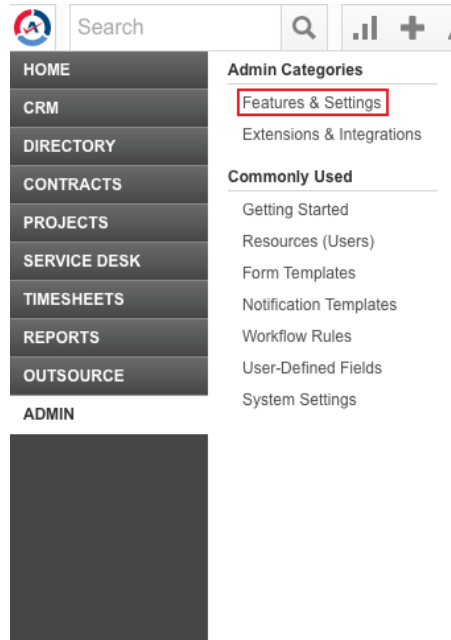 Search
HOME
CRM
DIRECTORY
CONTRACTS
PROJECTS
SERVICE DESK
TIMESHEETS
REPORTS
OUTSOURCE
ADMIN
Admin Categories
Features & Settings
Extensions & Integrations
Commonly Used
Getting Started
Resources (Users)
Form Templates
Notification Templates
Workflow Rules
User-Defined Fields
System Settings